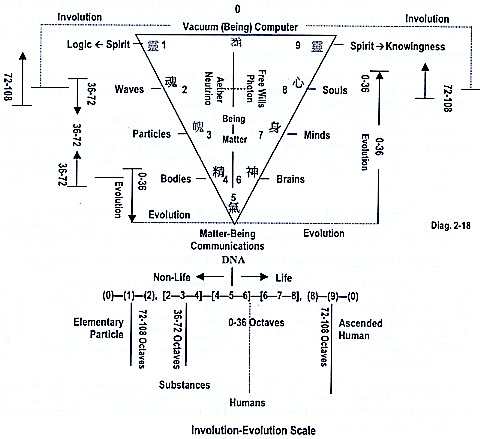 0
Involution
Vacuum (Being) Computer
Involution
Logic ← Spirit 靈 1
9 靈 Spirit → Knowingness
72-108
36-72
Waves 魂 2
Aether
Neutrino
Free Wills
Photon
8 心 Souls
0-36
72-108
36-72
Being
Matter
Particles 魄 3
7 身 Minds
0-36
36-72
Evolution
0-36
Bodies 精 4
6 神 Brains
Evolution
5
氣
Evolution
Matter-Being
Communications
Evolution
Diag. 2-18
DNA
Non-Life ← → Life
(0)—(1)—(2), [2—3—4], [4—5—6], [6—7—8], (8)—(9)—(0)
Elementary
Particle
72-108 Octaves
36-72 Octaves
0-36 Octaves
72-108 Octaves
Ascended
Human
Substances
Humans
Involution-Evolution Scale